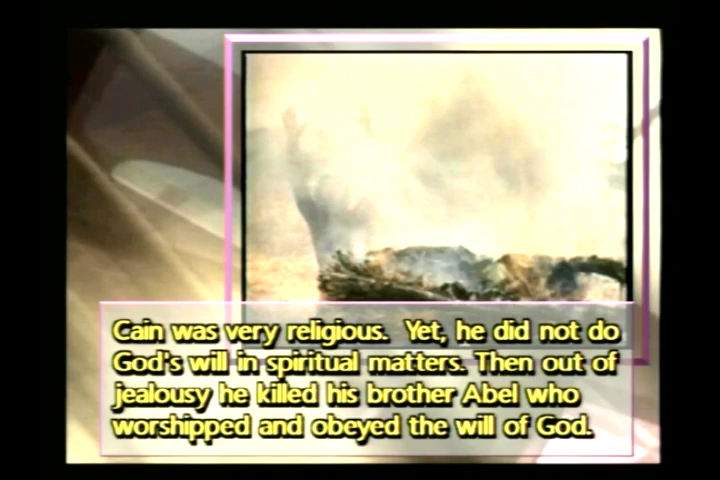 Cain was very religious.  Yet, he did not do
God's will in spiritual matters. Then out of
jealousy he killed his brother Abel who
worshipped and obeyed the will of God.